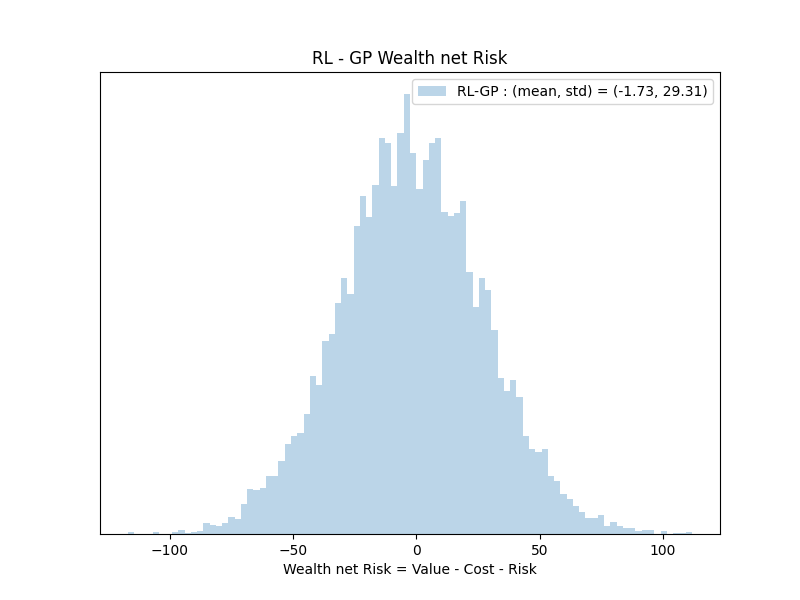 RL - GP Wealth net Risk
RL-GP : (mean, std) = (-1.73, 29.31)
−100 −50 0 50 100
Wealth net Risk = Value - Cost - Risk